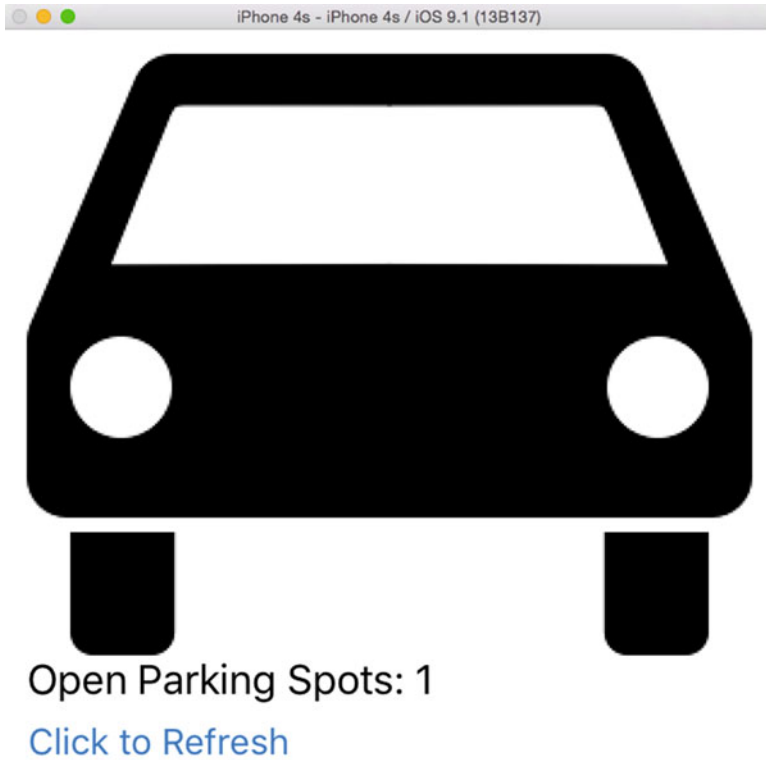 iPhone 4s - iPhone 4s / iOS 9.1 (13B137)
Open Parking Spots: 1
Click to Refresh